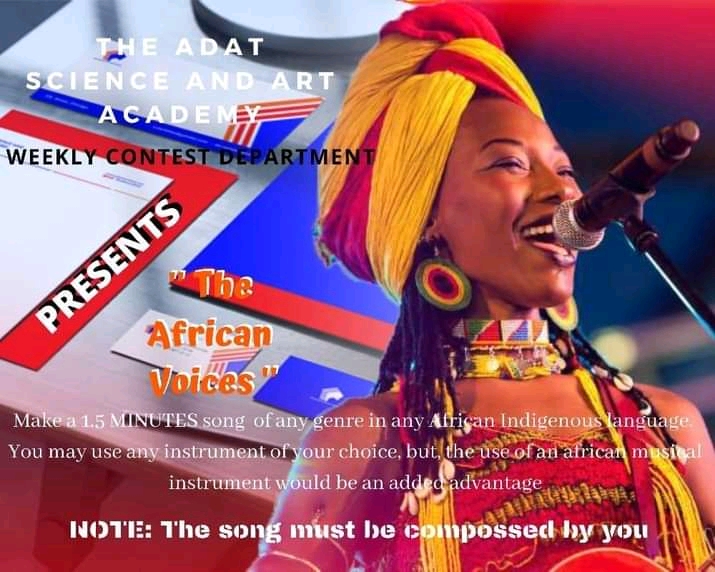 THE ADAT
SCIENCE AND ART
ACADEMY
WEEKLY CONTEST DEPARTMENT
PRESENTS
" The
African
Voices "
Make a 1.5 MINUTES song of any genre in any African Indigenous language.
You may use any instrument of your choice, but, the use of an african musical
instrument would be an added advantage
NOTE: The song must be compossed by you